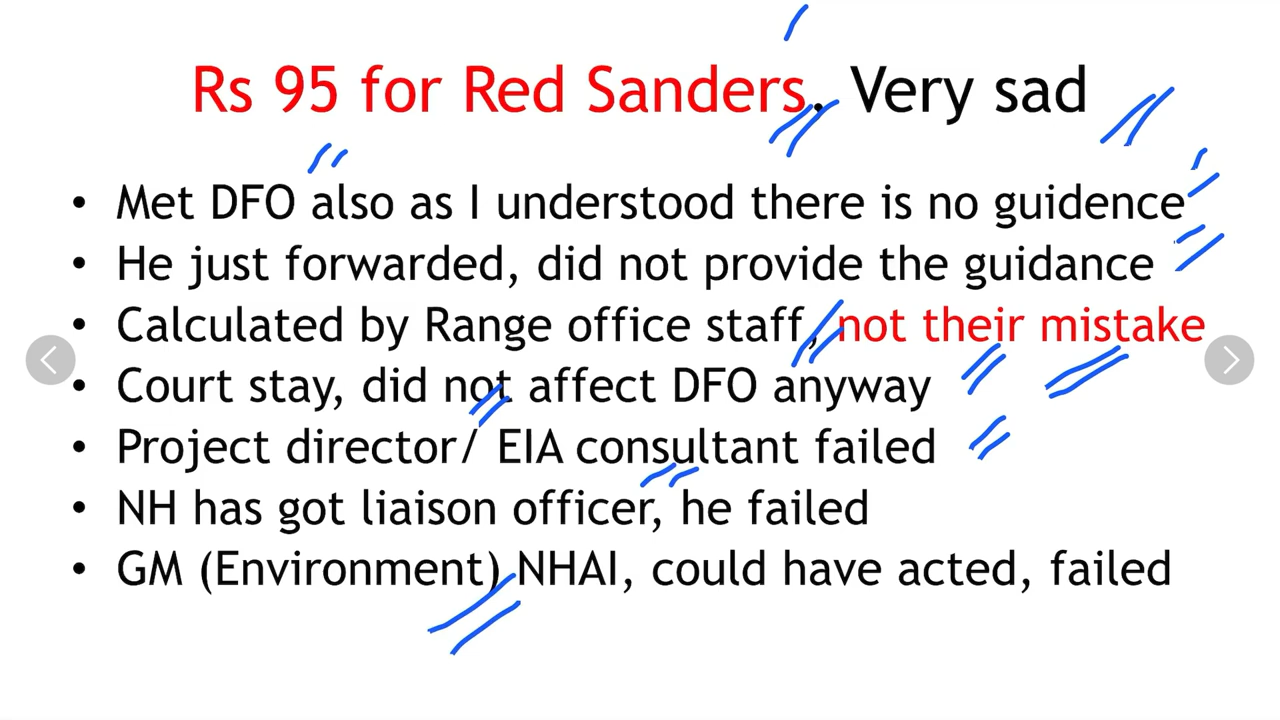 Rs 95 for Red Sanders. Very sad
• Met DFO also as I understood there is no guidence
• He just forwarded, did not provide the guidance
• Calculated by Range office staff, not their mistake
• Court stay, did not affect DFO anyway
• Project director/ EIA consultant failed
• NH has got liaison officer, he failed
• GM (Environment) NHAI, could have acted, failed